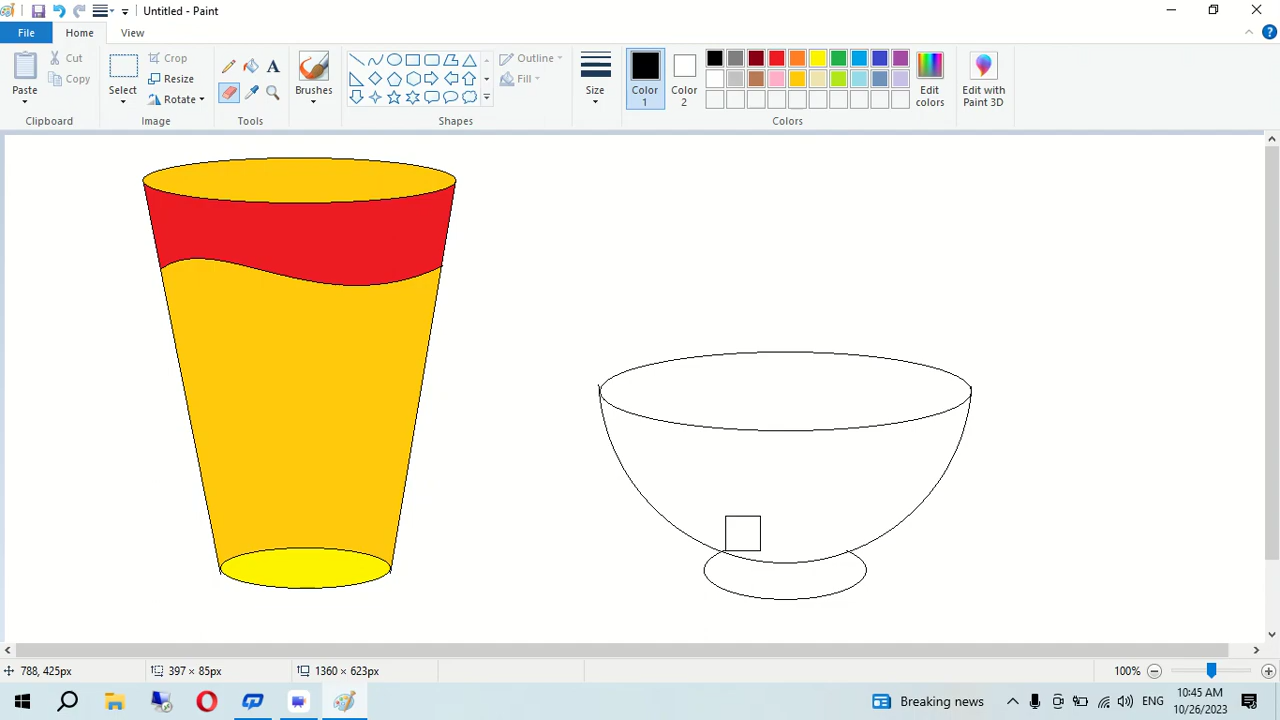 Untitled - Paint
File Home View
Paste
Cut
Copy
Clipboard
Select
Crop
Resize
Rotate
Image
A
Tools
Brushes
Outline
Fill
Shapes
Size
Color 1
Color 2
Edit colors
Edit with Paint 3D
Colors
788, 425px
397 × 85px
1360 × 623px
100%
Breaking news
ENG
10:45 AM
10/26/2023